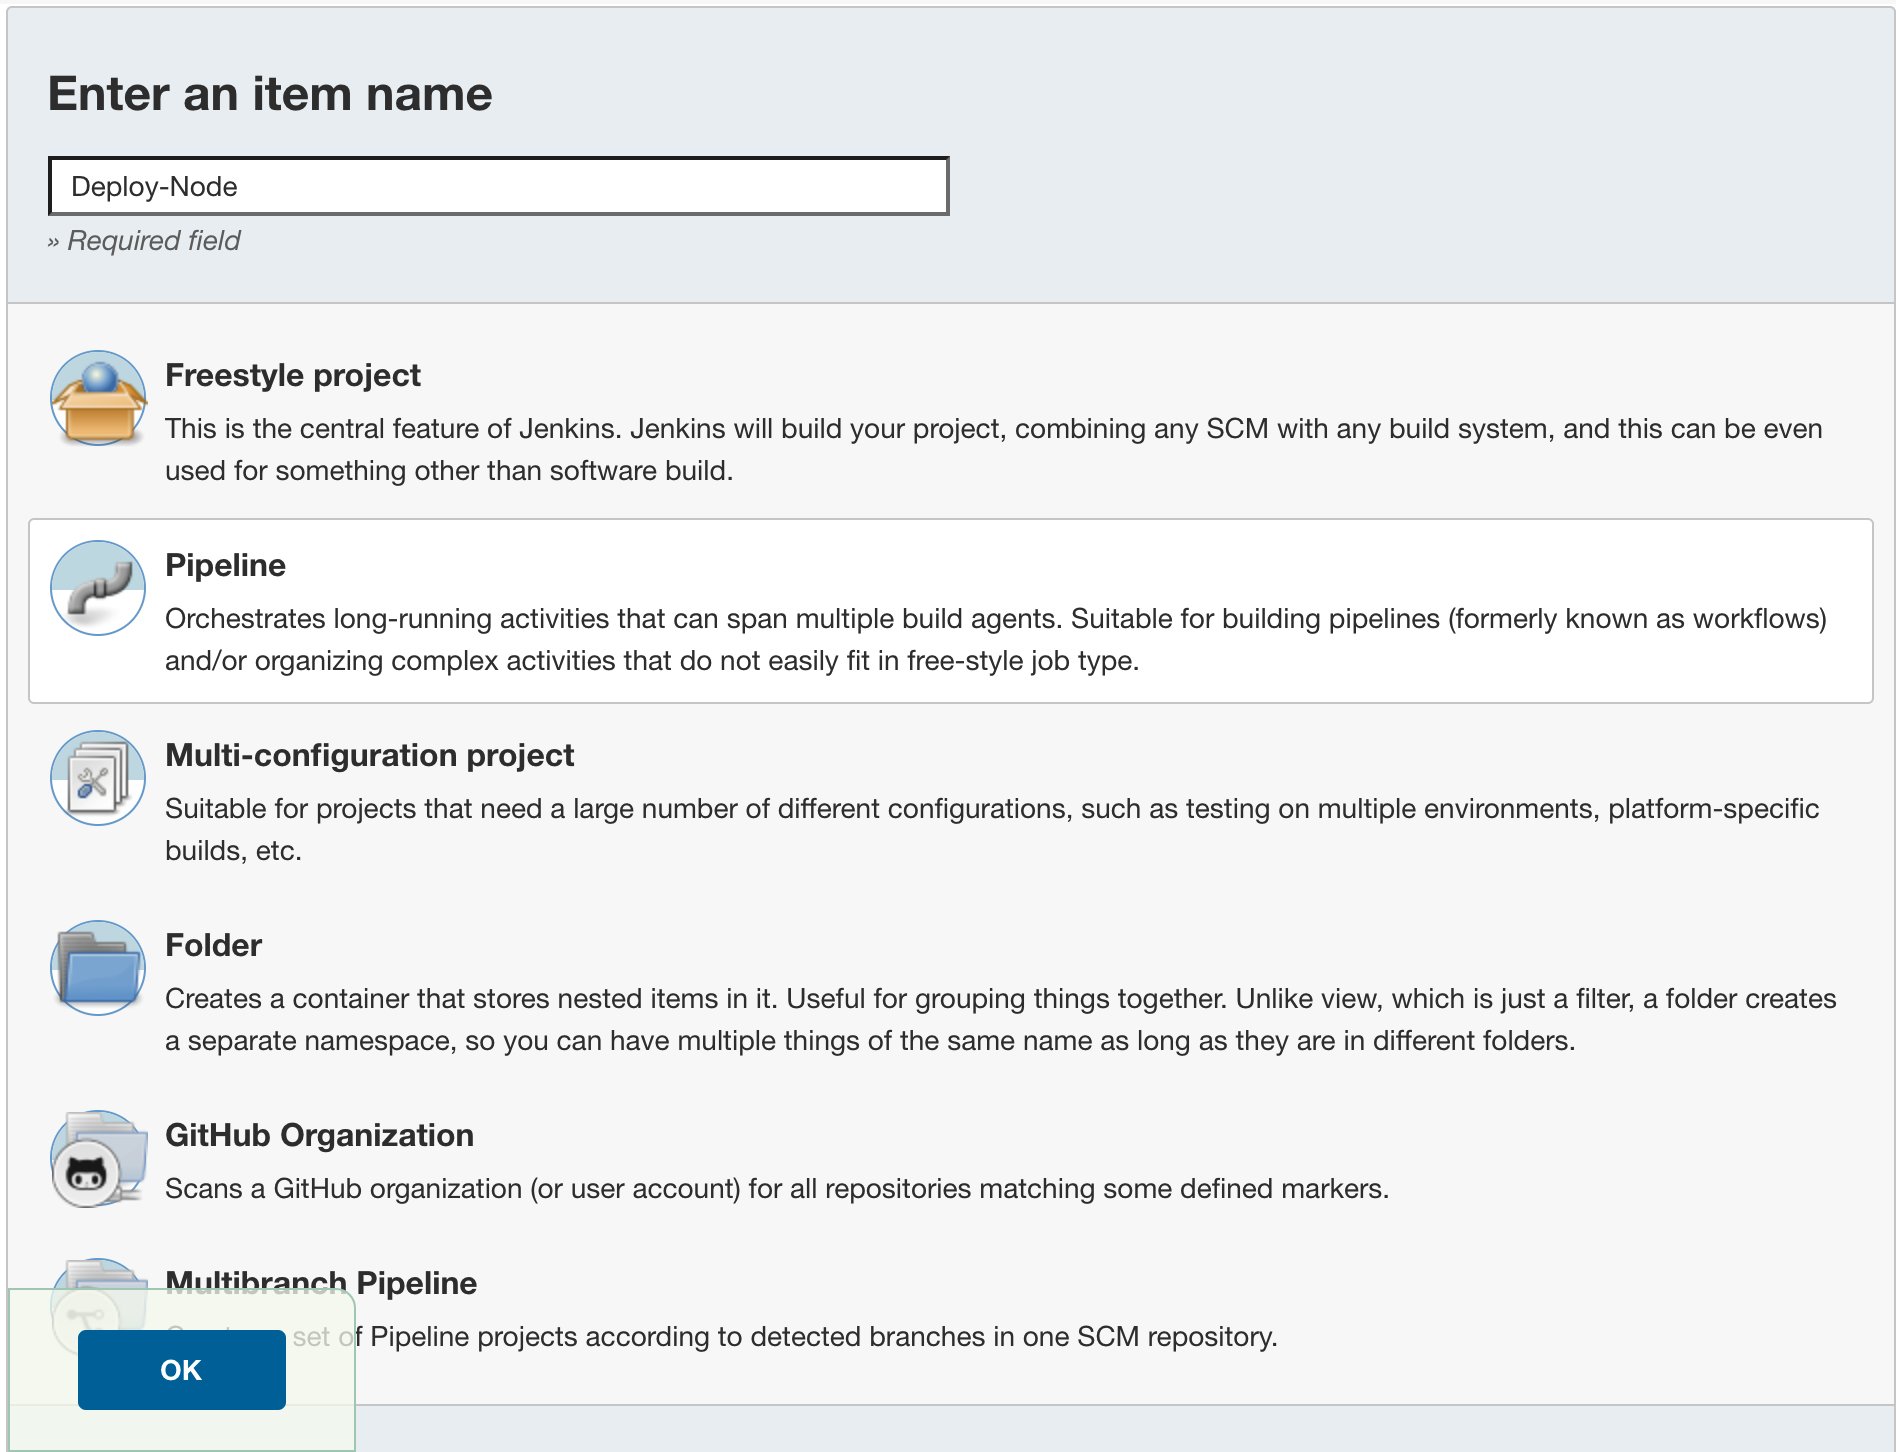 Enter an item name
Deploy-Node
» Required field
Freestyle project
This is the central feature of Jenkins. Jenkins will build your project, combining any SCM with any build system, and this can be even
used for something other than software build.
Pipeline
Orchestrates long-running activities that can span multiple build agents. Suitable for building pipelines (formerly known as workflows)
and/or organizing complex activities that do not easily fit in free-style job type.
Multi-configuration project
Suitable for projects that need a large number of different configurations, such as testing on multiple environments, platform-specific
builds, etc.
Folder
Creates a container that stores nested items in it. Useful for grouping things together. Unlike view, which is just a filter, a folder creates
a separate namespace, so you can have multiple things of the same name as long as they are in different folders.
GitHub Organization
Scans a GitHub organization (or user account) for all repositories matching some defined markers.
Multibranch Pipeline
set of Pipeline projects according to detected branches in one SCM repository.
OK